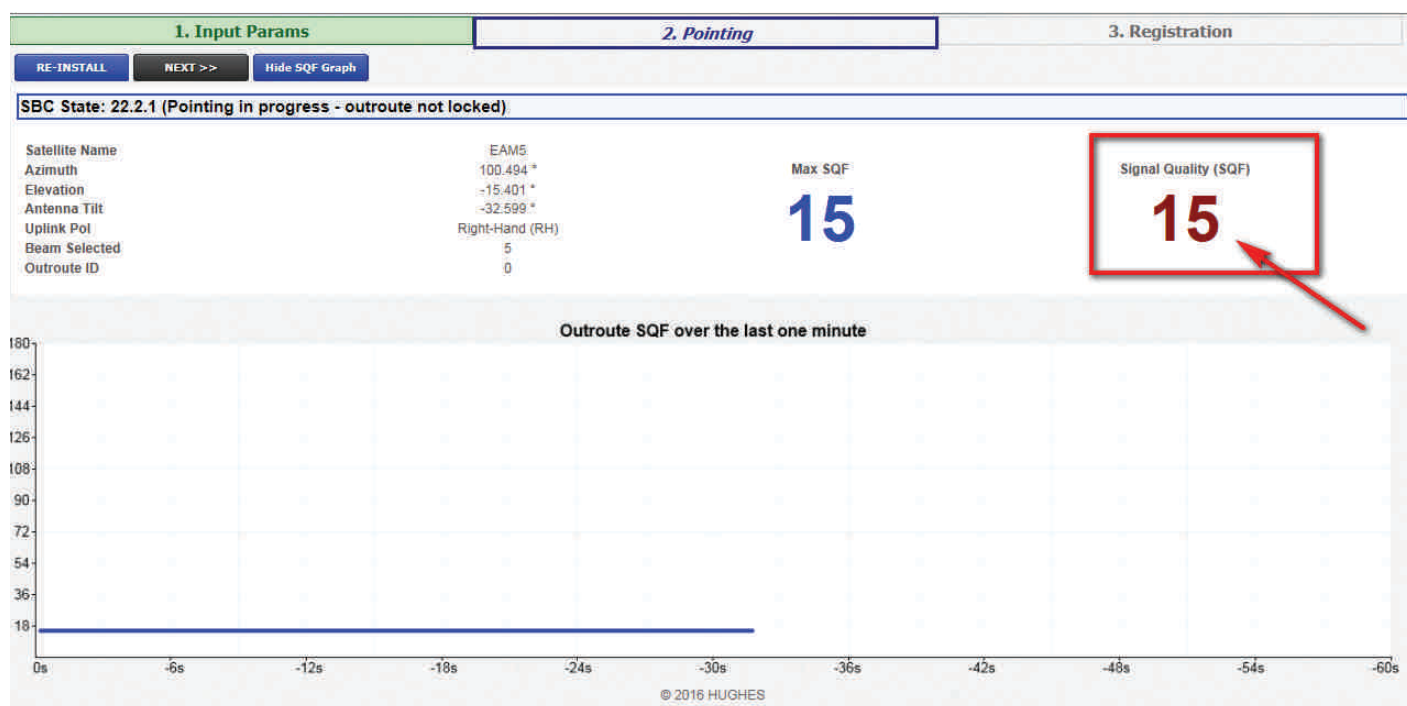 1. Input Params 2. Pointing 3. Registration
RE-INSTALL NEXT >> Hide SQF Graph
SBC State: 22.2.1 (Pointing in progress - outroute not locked)
Satellite Name EAM5
Azimuth 100.494 °
Elevation -15.401 °
Antenna Tilt -32.599 °
Uplink Pol Right-Hand (RH)
Beam Selected 5
Outroute ID 0
Max SQF
15
Signal Quality (SQF)
15
Outroute SQF over the last one minute
180
162
144
126
108
90
72
54
36
18
0s -6s -12s -18s -24s -30s -36s -42s -48s -54s -60s
© 2016 HUGHES